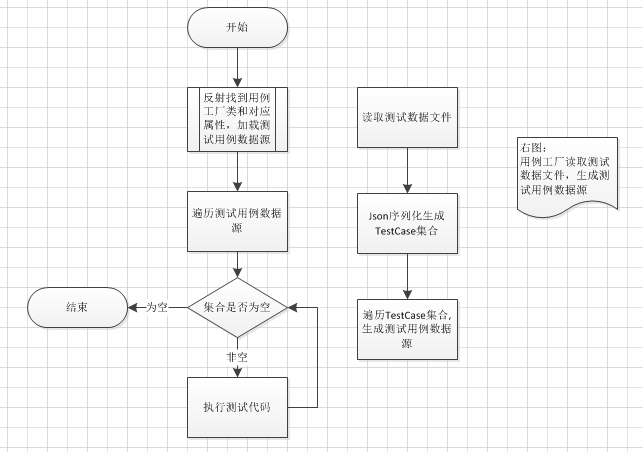 开始
反射找到用例
工厂类和对应
属性，加载测
试用例数据源
遍历测试用例数据
源
集合是否为空
为空
结束
非空
执行测试代码
读取测试数据文件
Json序列化生成
TestCase集合
遍历TestCase集合,
生成测试用例数据
源
右图：
用例工厂读取测试
数据文件，生成测
试用例数据源